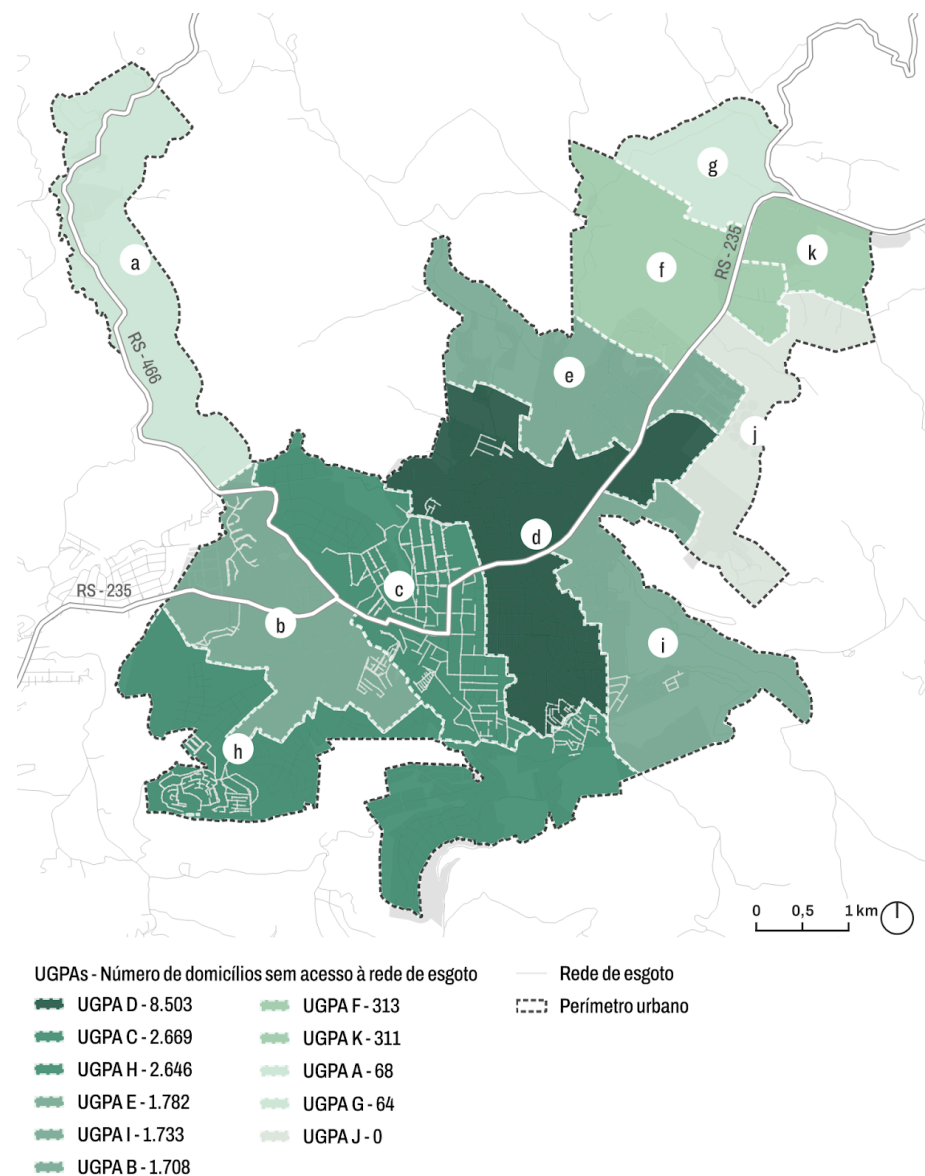 g
RS - 235
k
a
f
RS - 466
e
j
d
c
RS - 235
b
i
h
0 0,5 1 km
UGPAs - Número de domicílios sem acesso à rede de esgoto
UGPA D - 8.503
UGPA C - 2.669
UGPA H - 2.646
UGPA E - 1.782
UGPA I - 1.733
UGPA B - 1.708
UGPA F - 313
UGPA K - 311
UGPA A - 68
UGPA G - 64
UGPA J - 0
Rede de esgoto
Perímetro urbano